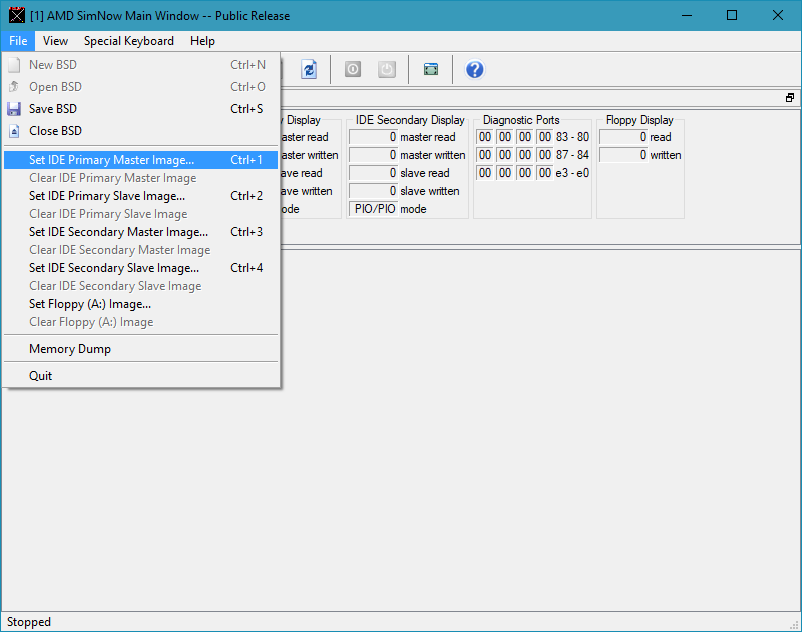 [1] AMD SimNow Main Window -- Public Release
File View Special Keyboard Help
New BSD Ctrl+N
Open BSD Ctrl+O
Save BSD Ctrl+S
Close BSD
Set IDE Primary Master Image... Ctrl+1
Clear IDE Primary Master Image
Set IDE Primary Slave Image... Ctrl+2
Clear IDE Primary Slave Image
Set IDE Secondary Master Image... Ctrl+3
Clear IDE Secondary Master Image
Set IDE Secondary Slave Image... Ctrl+4
Clear IDE Secondary Slave Image
Set Floppy (A:) Image...
Clear Floppy (A:) Image
Memory Dump
Quit
Display
read
written
read
written
IDE Secondary Display
0 master read
0 master written
0 slave read
0 slave written
PIO/PIO mode
Diagnostic Ports
00 00 00 00 83 - 80
00 00 00 00 87 - 84
00 00 00 00 e3 - e0
Floppy Display
0 read
0 written
Stopped